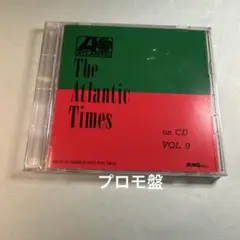 The
Atlantic
Times
on CD
VOL 9
プロモ盤